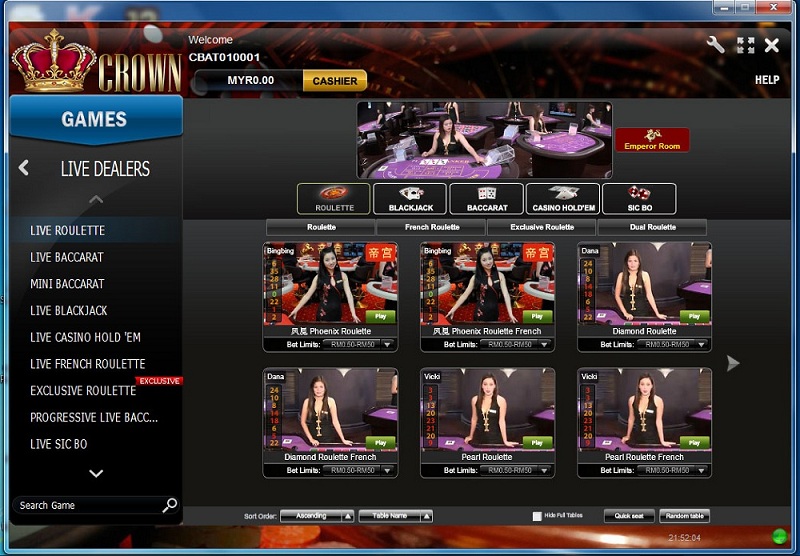 Welcome
CBAT010001
CROWN
MYR0.00
CASHIER
HELP
GAMES
Emperor Room
LIVE DEALERS
ROULETTE
BLACKJACK
BACCARAT
CASINO HOLD'EM
SIC BO
Roulette
French Roulette
Exclusive Roulette
Dual Roulette
LIVE ROULETTE
LIVE BACCARAT
MINI BACCARAT
LIVE BLACKJACK
LIVE CASINO HOLD 'EM
LIVE FRENCH ROULETTE
EXCLUSIVE ROULETTE
EXCLUSIVE
PROGRESSIVE LIVE BACC...
LIVE SIC BO
Search Game
Bingbing
帝宫
Play
凤凰 Phoenix Roulette
Bet Limits: RM0.50-RM50
Bingbing
帝宫
Play
凤凰 Phoenix Roulette French
Bet Limits: RM0.50-RM50
Dana
24
10
Play
Diamond Roulette
Bet Limits: RM0.50-RM50
Dana
24
10
Play
Diamond Roulette French
Bet Limits: RM0.50-RM50
Vicki
Play
Pearl Roulette
Bet Limits: RM0.50-RM50
Vicki
Play
Pearl Roulette French
Bet Limits: RM0.50-RM50
Sort Order:
Ascending
Table Name
Hide Full Tables
Quick seat
Random table
21:52:04